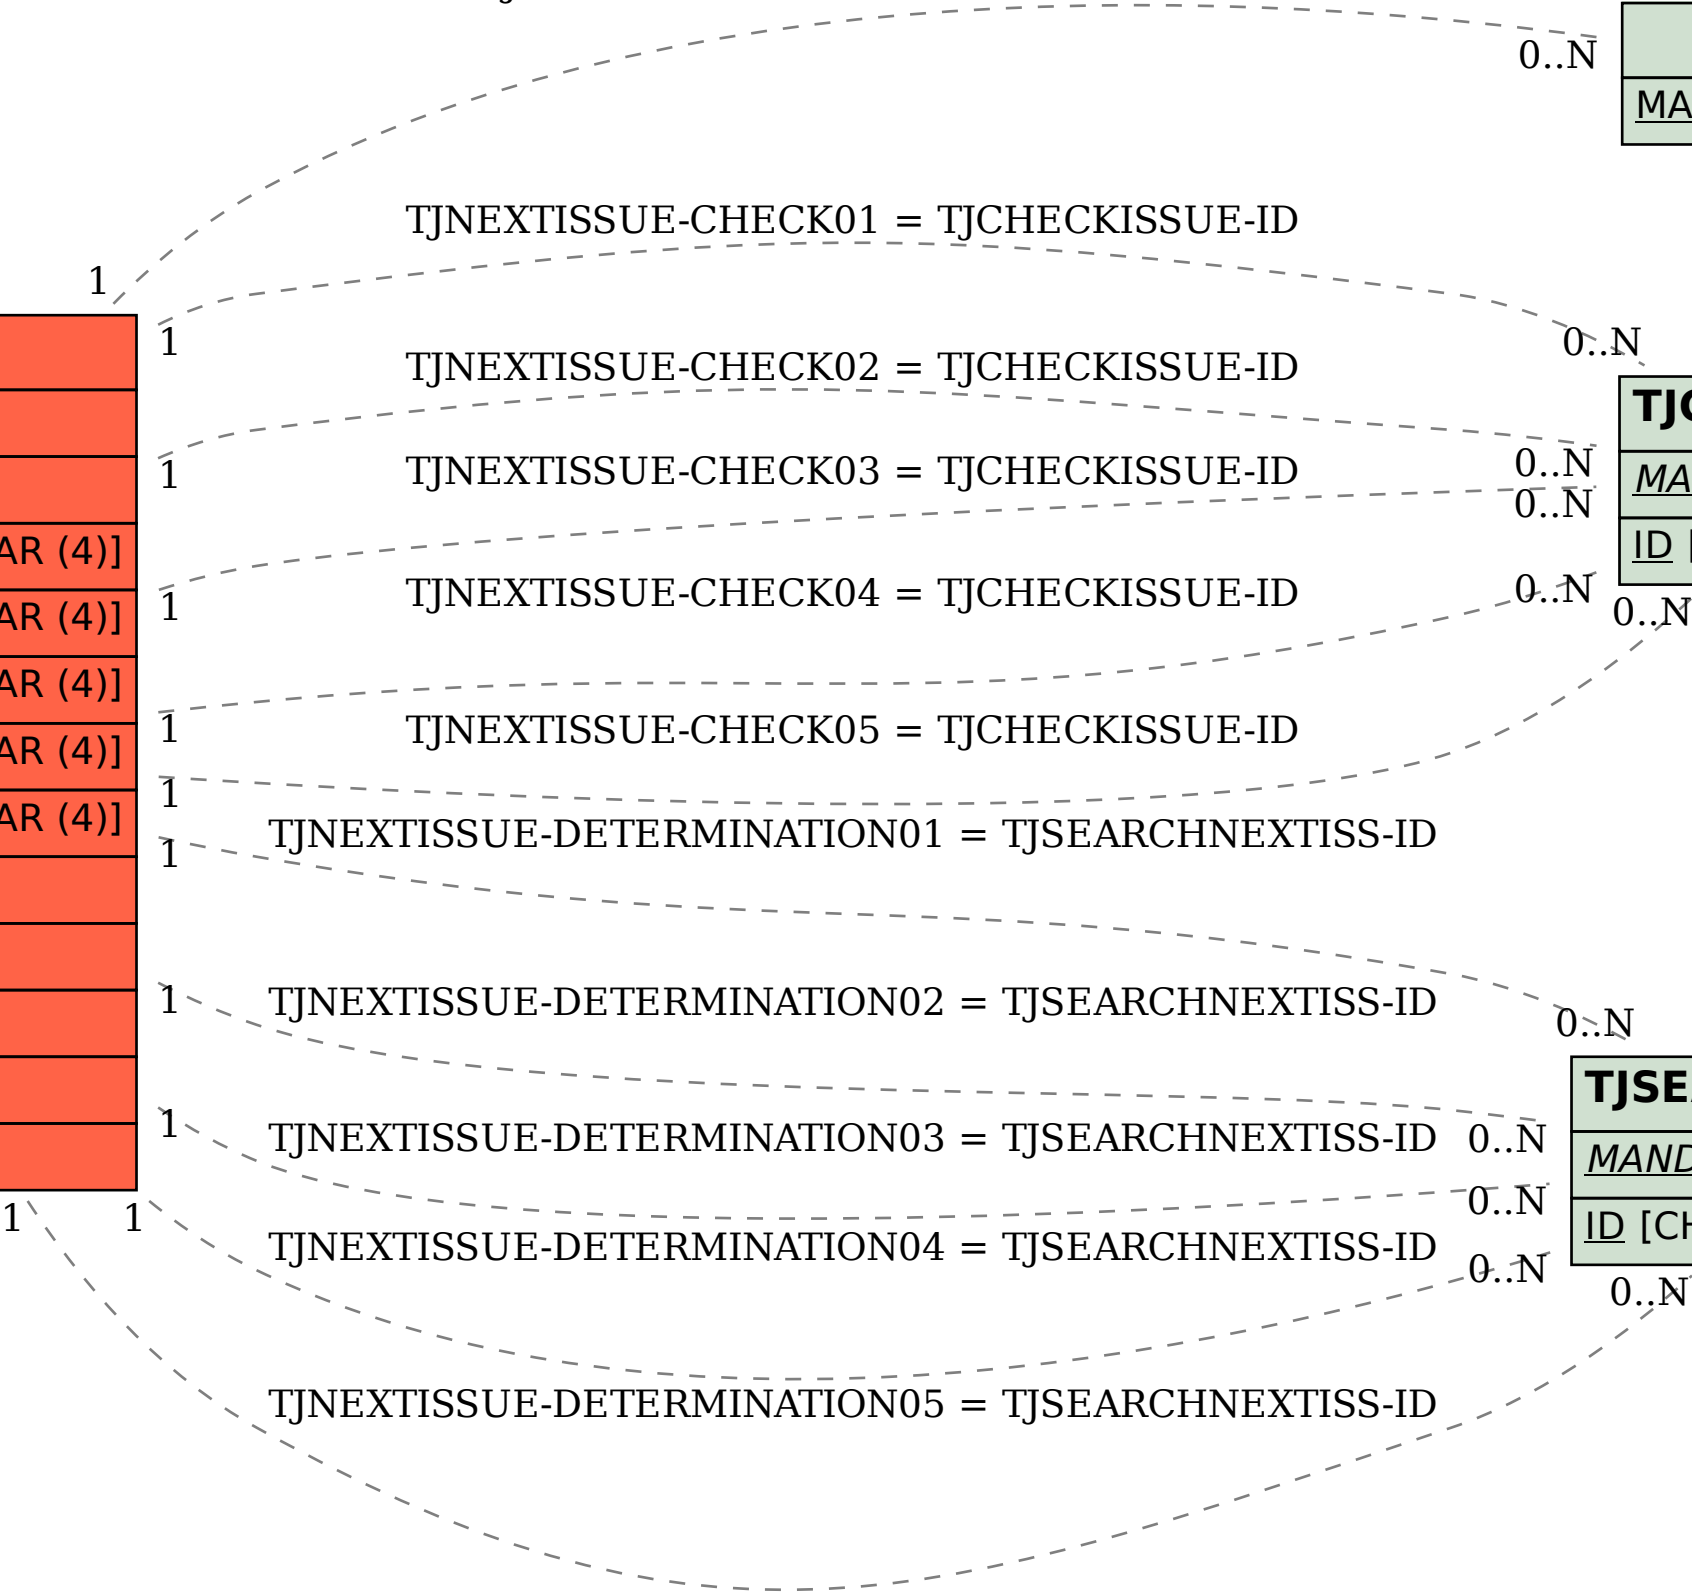 0..N
MA
TJNEXTISSUE-CHECK01 = TJCHECKISSUE-ID
1
1
0..N
TJNEXTISSUE-CHECK02 = TJCHECKISSUE-ID
TJC
1
TJNEXTISSUE-CHECK03 = TJCHECKISSUE-ID
0..N
0..N
MA
AR (4)]
ID [
1
TJNEXTISSUE-CHECK04 = TJCHECKISSUE-ID
0..N
0..N
AR (4)]
AR (4)]
1
TJNEXTISSUE-CHECK05 = TJCHECKISSUE-ID
AR (4)]
1
AR (4)]
TJNEXTISSUE-DETERMINATION01 = TJSEARCHNEXTISS-ID
1
1
TJNEXTISSUE-DETERMINATION02 = TJSEARCHNEXTISS-ID
0..N
TJSEA
1
TJNEXTISSUE-DETERMINATION03 = TJSEARCHNEXTISS-ID
0..N
MAND
0..N
ID [CH
1
1
TJNEXTISSUE-DETERMINATION04 = TJSEARCHNEXTISS-ID
0..N
0..N
TJNEXTISSUE-DETERMINATION05 = TJSEARCHNEXTISS-ID